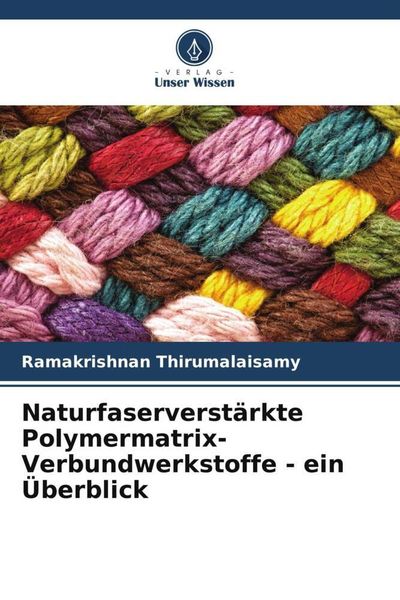 - VERLAG -
Unser Wissen
Ramakrishnan Thirumalaisamy
Naturfaserverstärkte
Polymermatrix-
Verbundwerkstoffe - ein
Überblick